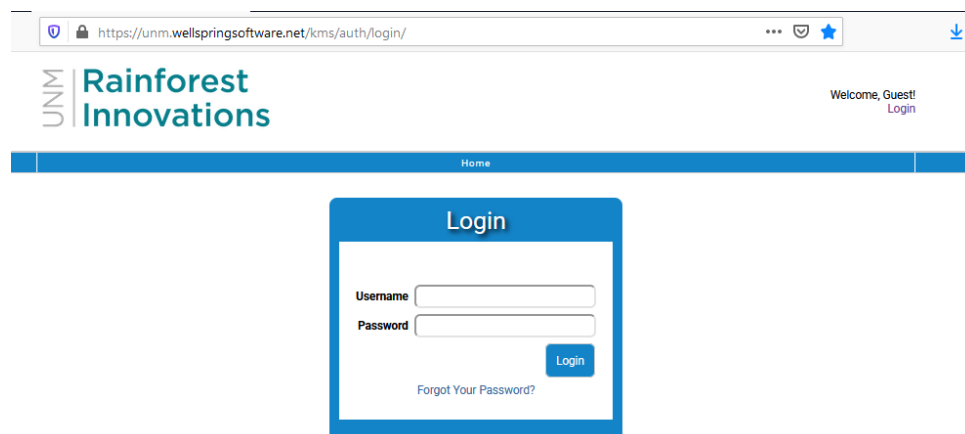 https://unm.wellspringsoftware.net/kms/auth/login/
UNM
Rainforest
Innovations
Welcome, Guest!
Login
Home
Login
Username
Password
Login
Forgot Your Password?